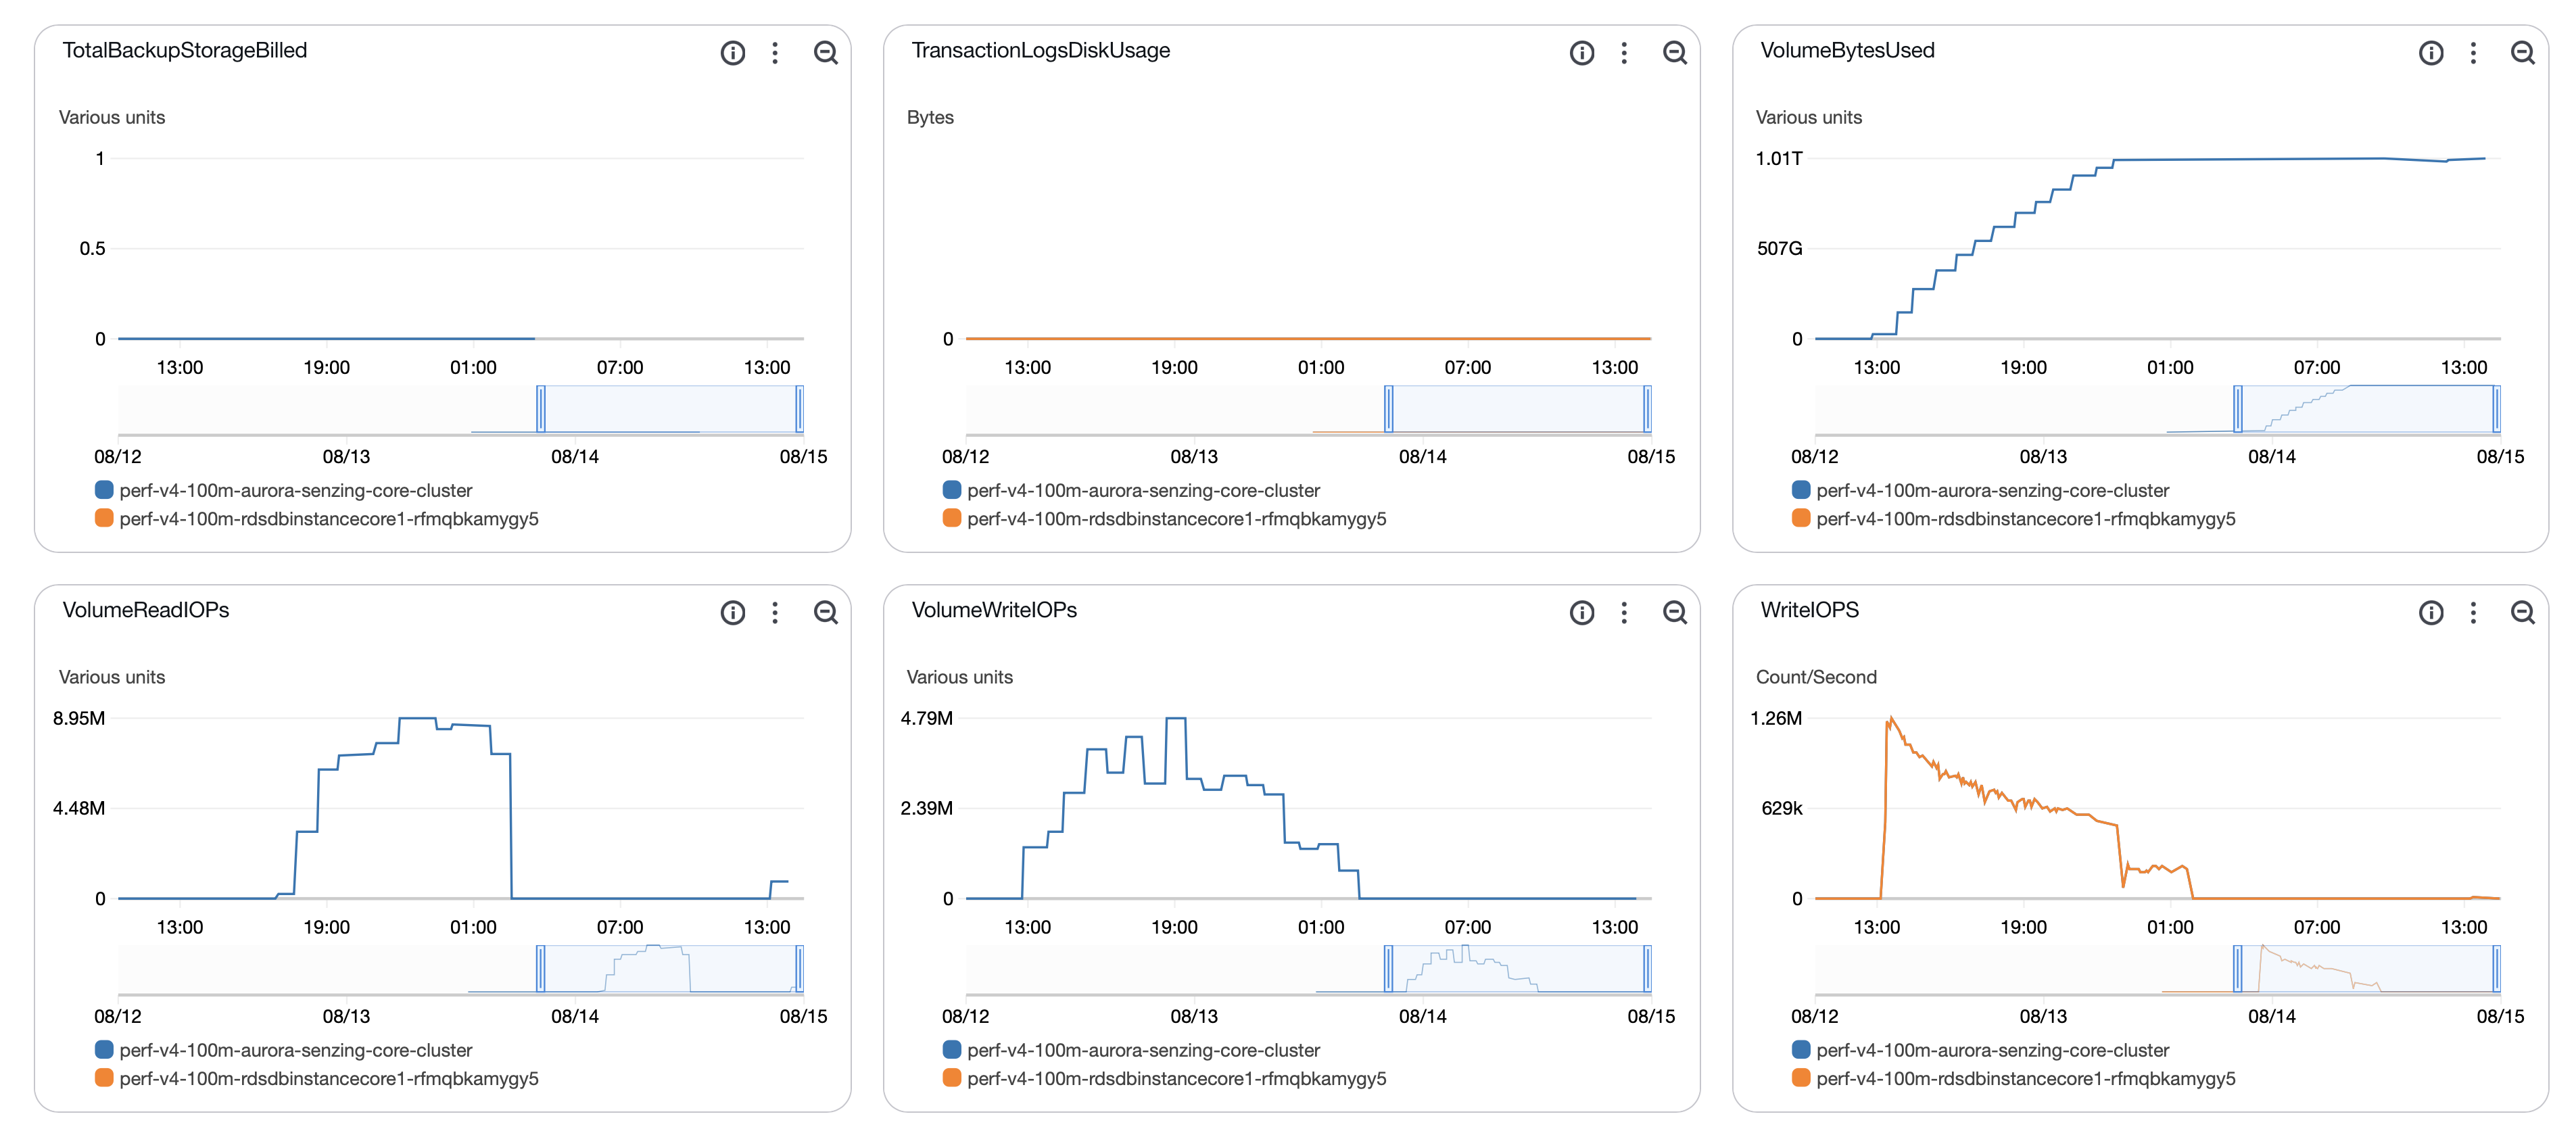 TotalBackupStorageBilled
Various units
1
0.5
0
13:00 19:00 01:00 07:00 13:00
08/12 08/13 08/14 08/15
perf-v4-100m-aurora-senzing-core-cluster
perf-v4-100m-rdsdbinstancecore1-rfmqbkamygy5
TransactionLogsDiskUsage
Bytes
0
13:00 19:00 01:00 07:00 13:00
08/12 08/13 08/14 08/15
perf-v4-100m-aurora-senzing-core-cluster
perf-v4-100m-rdsdbinstancecore1-rfmqbkamygy5
VolumeBytesUsed
Various units
1.01T
507G
0
13:00 19:00 01:00 07:00 13:00
08/12 08/13 08/14 08/15
perf-v4-100m-aurora-senzing-core-cluster
perf-v4-100m-rdsdbinstancecore1-rfmqbkamygy5
VolumeReadIOPs
Various units
8.95M
4.48M
0
13:00 19:00 01:00 07:00 13:00
08/12 08/13 08/14 08/15
perf-v4-100m-aurora-senzing-core-cluster
perf-v4-100m-rdsdbinstancecore1-rfmqbkamygy5
VolumeWriteIOPs
Various units
4.79M
2.39M
0
13:00 19:00 01:00 07:00 13:00
08/12 08/13 08/14 08/15
perf-v4-100m-aurora-senzing-core-cluster
perf-v4-100m-rdsdbinstancecore1-rfmqbkamygy5
WriteIOPS
Count/Second
1.26M
629k
0
13:00 19:00 01:00 07:00 13:00
08/12 08/13 08/14 08/15
perf-v4-100m-aurora-senzing-core-cluster
perf-v4-100m-rdsdbinstancecore1-rfmqbkamygy5